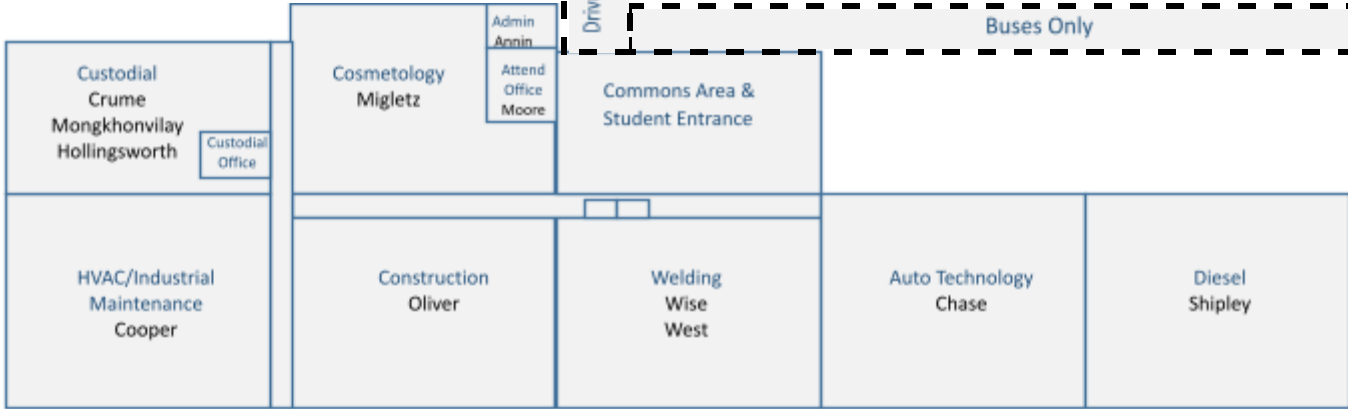 Admin
Annin
Buses Only
Custodial
Crume
Mongkhonvilay
Hollingsworth
Custodial
Office
Cosmetology
Migletz
Attend
Office
Moore
Commons Area &
Student Entrance
HVAC/Industrial
Maintenance
Cooper
Construction
Oliver
Welding
Wise
West
Auto Technology
Chase
Diesel
Shipley